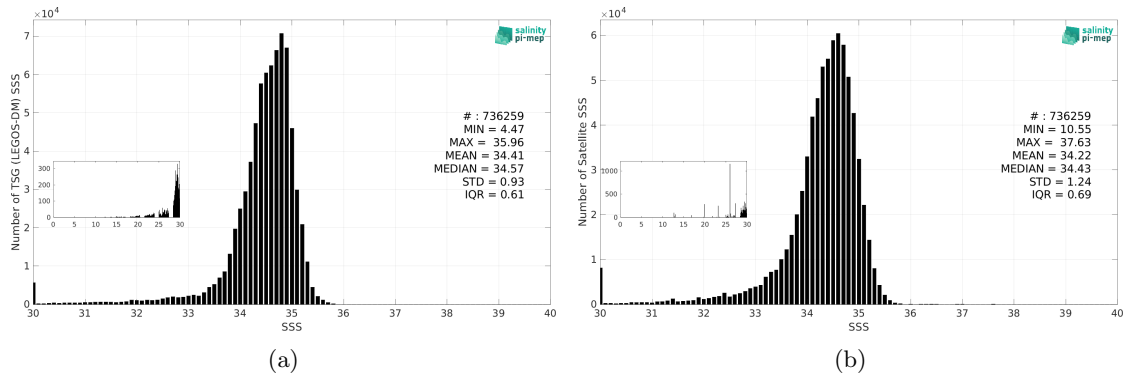 ×10⁴
7
6
5
4
3
2
1
0
Number of TSG (LEGOS-DM) SSS
salinity
pi-mep
# : 736259
MIN = 4.47
MAX = 35.96
MEAN = 34.41
MEDIAN = 34.57
STD = 0.93
IQR = 0.61
300
200
100
0
0 5 10 15 20 25 30
30 31 32 33 34 35 36 37 38 39 40
SSS
(a)
×10⁴
6
5
4
3
2
1
0
Number of Satellite SSS
salinity
pi-mep
# : 736259
MIN = 10.55
MAX = 37.63
MEAN = 34.22
MEDIAN = 34.43
STD = 1.24
IQR = 0.69
1000
500
0
0 5 10 15 20 25 30
30 31 32 33 34 35 36 37 38 39 40
SSS
(b)